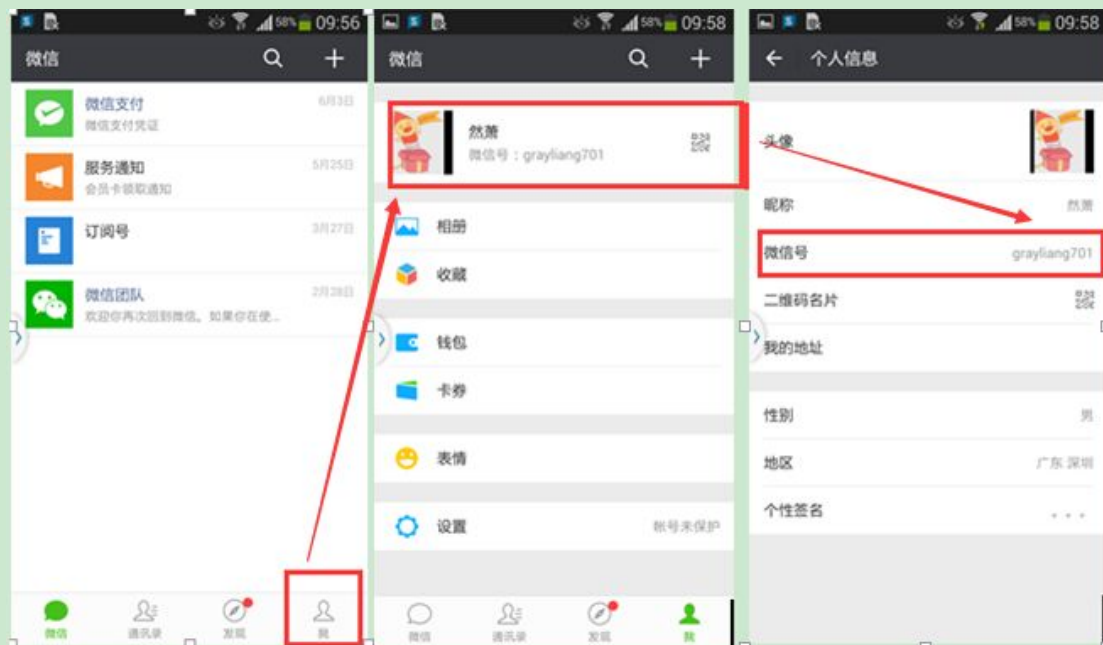 58% 09:56
微信
微信支付 6月3日
微信支付凭证
服务通知 5月25日
会员卡领取通知
订阅号 3月27日
微信团队 2月28日
欢迎你再次回到微信。如果你在使...
微信 通讯录 发现 我
58% 09:58
微信
然萧
微信号：grayliang701
相册
收藏
钱包
卡券
表情
设置 帐号未保护
微信 通讯录 发现 我
58% 09:58
个人信息
头像
昵称 然萧
微信号 grayliang701
二维码名片
我的地址
性别 男
地区 广东 深圳
个性签名 。。。